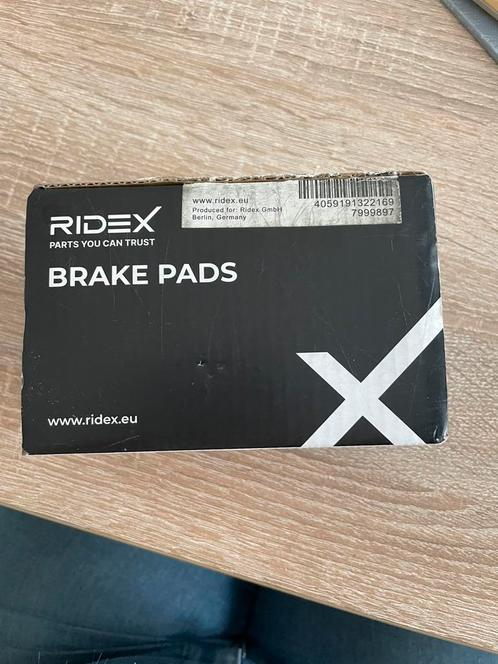 www.ridex.eu
Produced for: Ridex GmbH
Berlin, Germany
4059191322169
7999897
RIDEX
PARTS YOU CAN TRUST
BRAKE PADS
www.ridex.eu